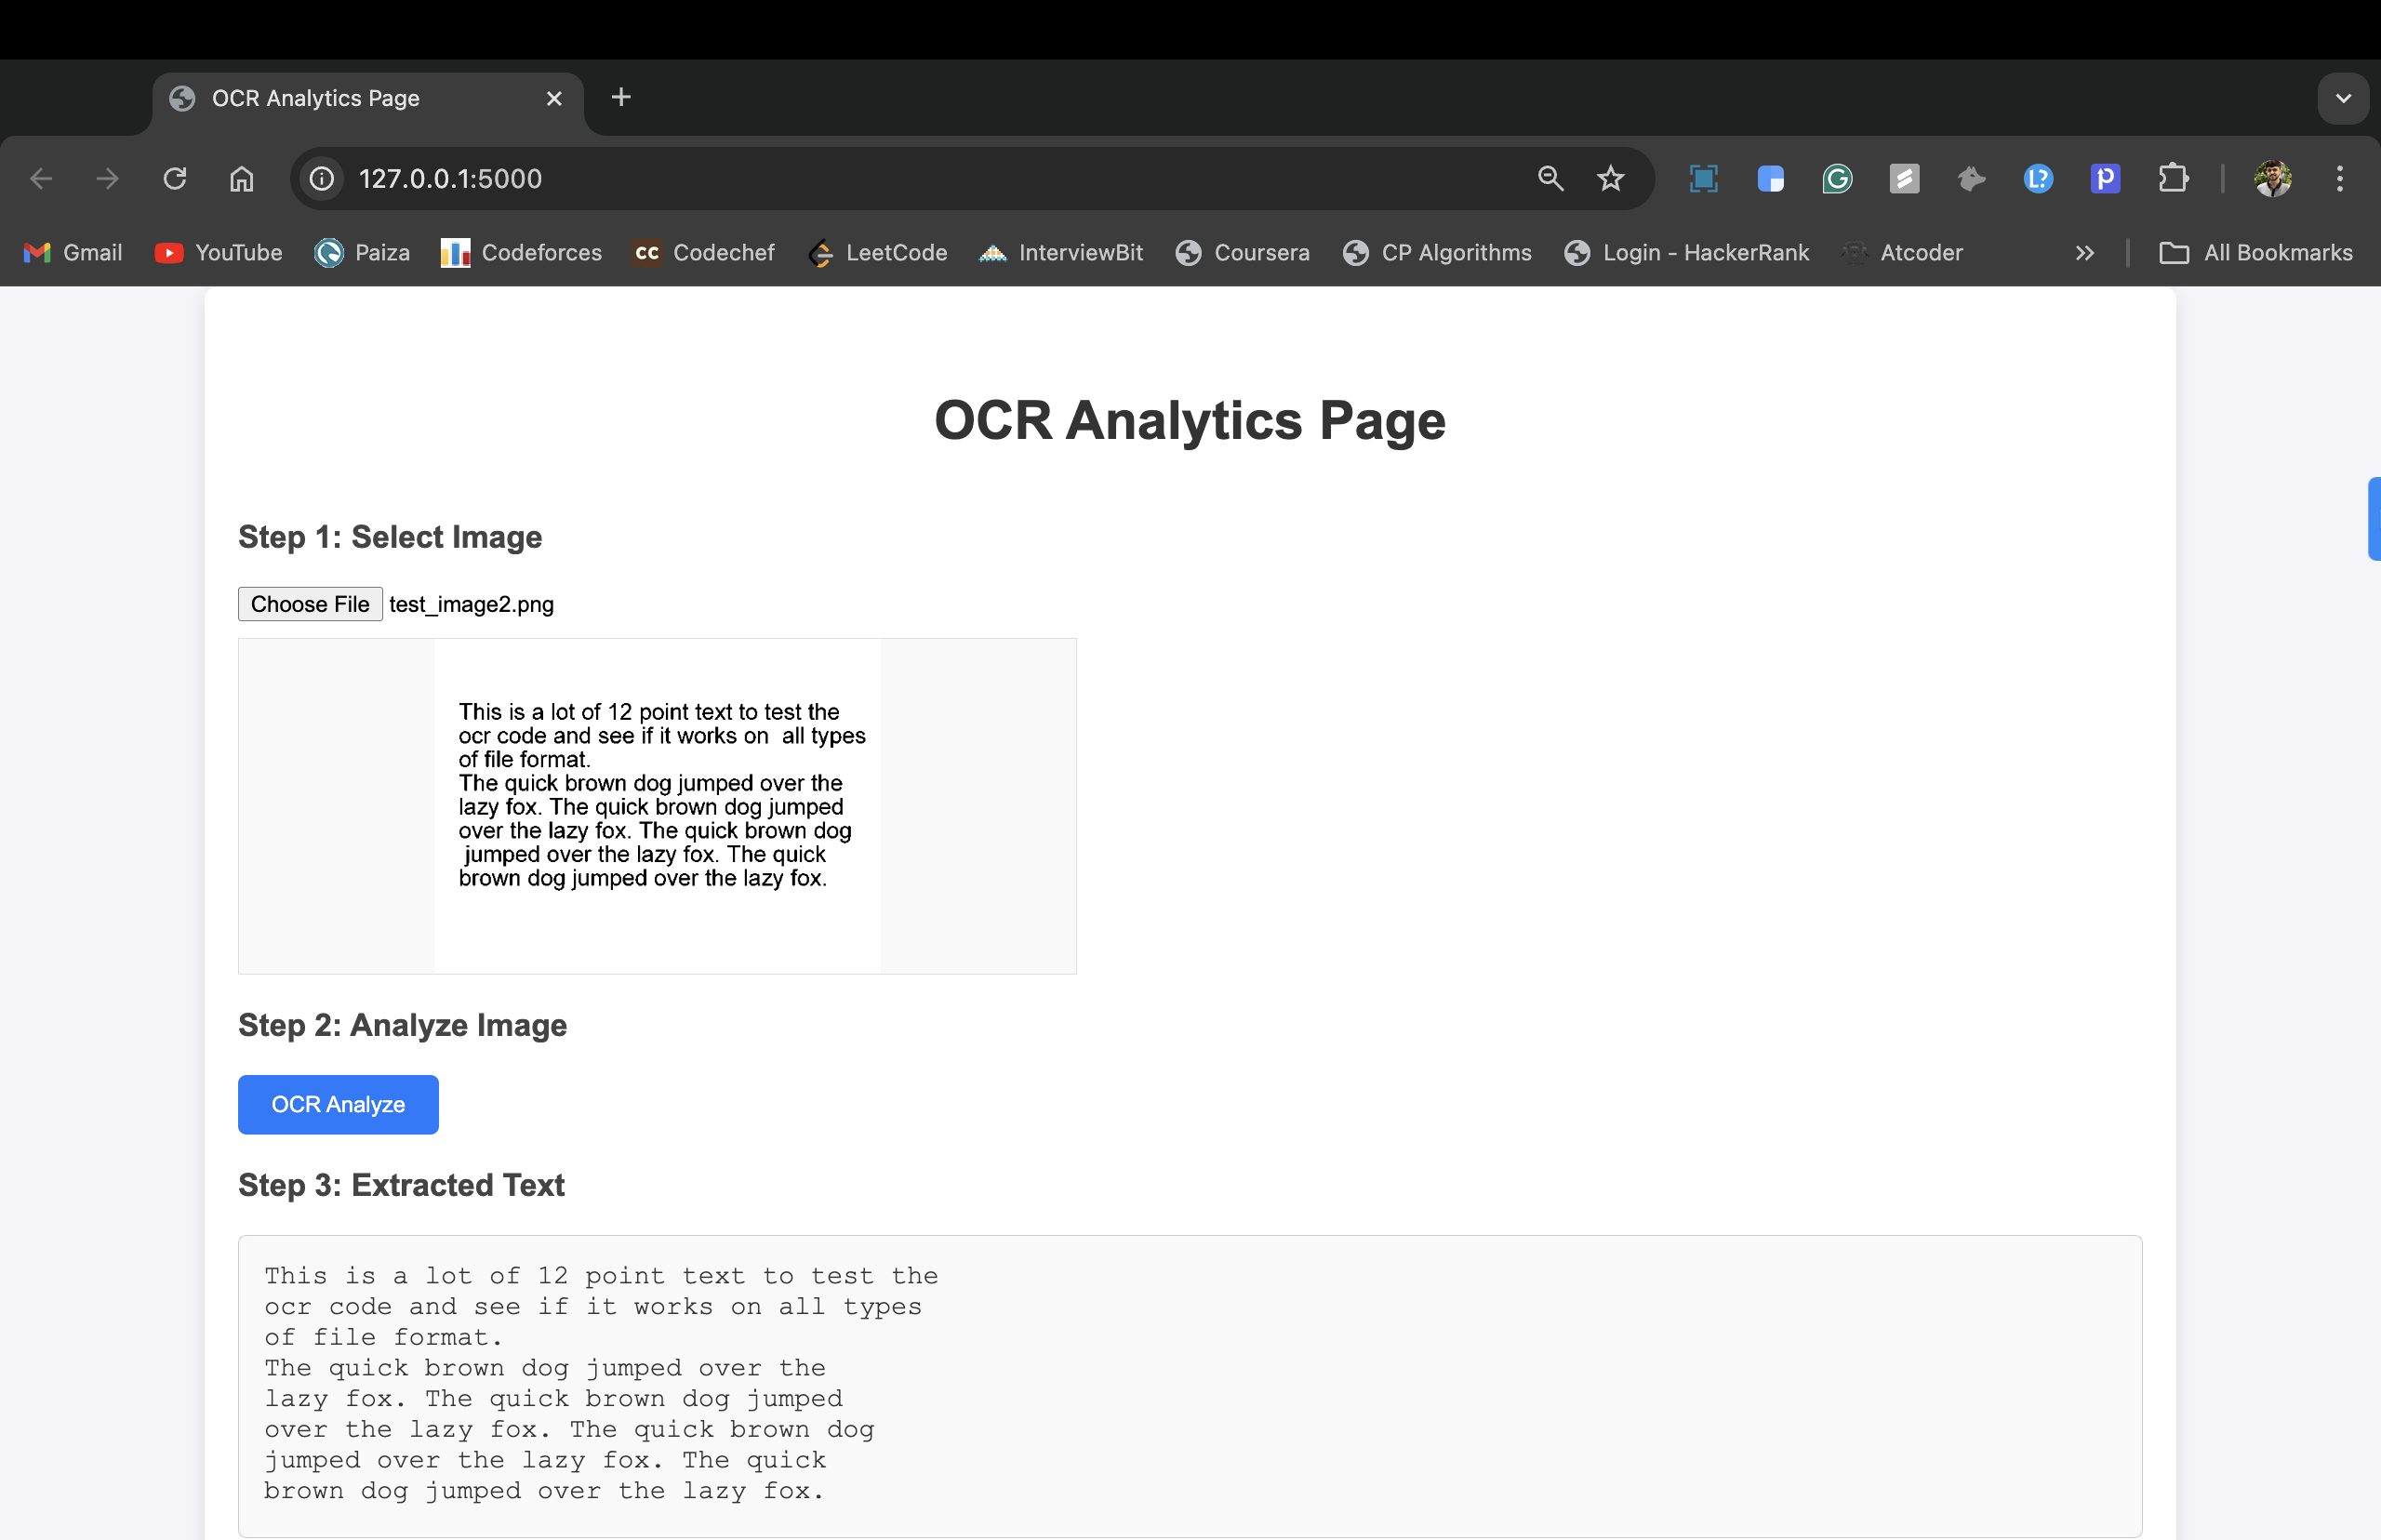 OCR Analytics Page
127.0.0.1:5000
Gmail YouTube Paiza Codeforces CC Codechef LeetCode InterviewBit Coursera CP Algorithms Login - HackerRank Atcoder All Bookmarks
OCR Analytics Page
Step 1: Select Image
Choose File test_image2.png
This is a lot of 12 point text to test the
ocr code and see if it works on  all types
of file format.
The quick brown dog jumped over the
lazy fox. The quick brown dog jumped
over the lazy fox. The quick brown dog
jumped over the lazy fox. The quick
brown dog jumped over the lazy fox.
Step 2: Analyze Image
OCR Analyze
Step 3: Extracted Text
This is a lot of 12 point text to test the
ocr code and see if it works on all types
of file format.
The quick brown dog jumped over the
lazy fox. The quick brown dog jumped
over the lazy fox. The quick brown dog
jumped over the lazy fox. The quick
brown dog jumped over the lazy fox.